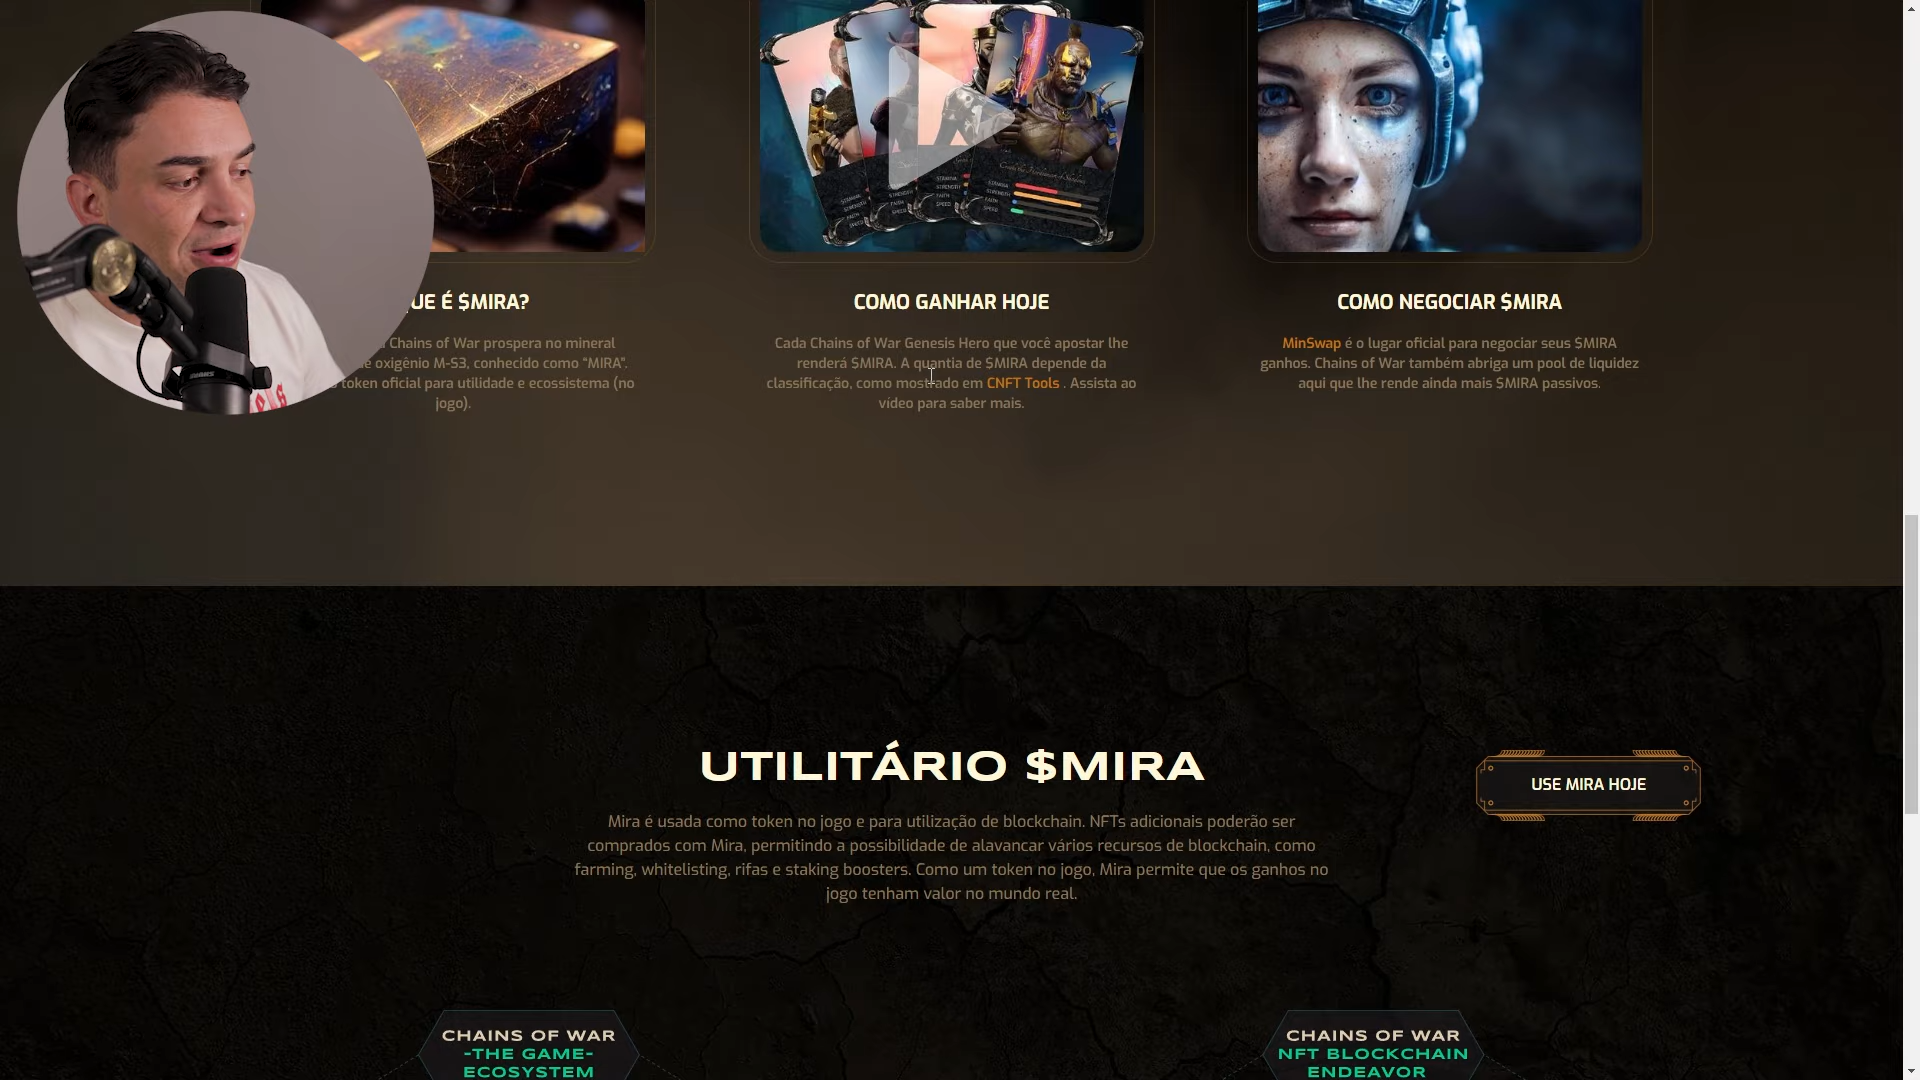 UE É $MIRA?
Chains of War prospera no mineral
e oxigênio M-S3, conhecido como "MIRA".
token oficial para utilidade e ecossistema (no
jogo).
COMO GANHAR HOJE
Cada Chains of War Genesis Hero que você apostar lhe
renderá $MIRA. A quantia de $MIRA depende da
classificação, como mostrado em CNFT Tools . Assista ao
vídeo para saber mais.
COMO NEGOCIAR $MIRA
MinSwap é o lugar oficial para negociar seus $MIRA
ganhos. Chains of War também abriga um pool de liquidez
aqui que lhe rende ainda mais $MIRA passivos.
UTILITÁRIO $MIRA
Mira é usada como token no jogo e para utilização de blockchain. NFTs adicionais poderão ser
comprados com Mira, permitindo a possibilidade de alavancar vários recursos de blockchain, como
farming, whitelisting, rifas e staking boosters. Como um token no jogo, Mira permite que os ganhos no
jogo tenham valor no mundo real.
USE MIRA HOJE
CHAINS OF WAR
-THE GAME-
ECOSYSTEM
CHAINS OF WAR
NFT BLOCKCHAIN
ENDEAVOR